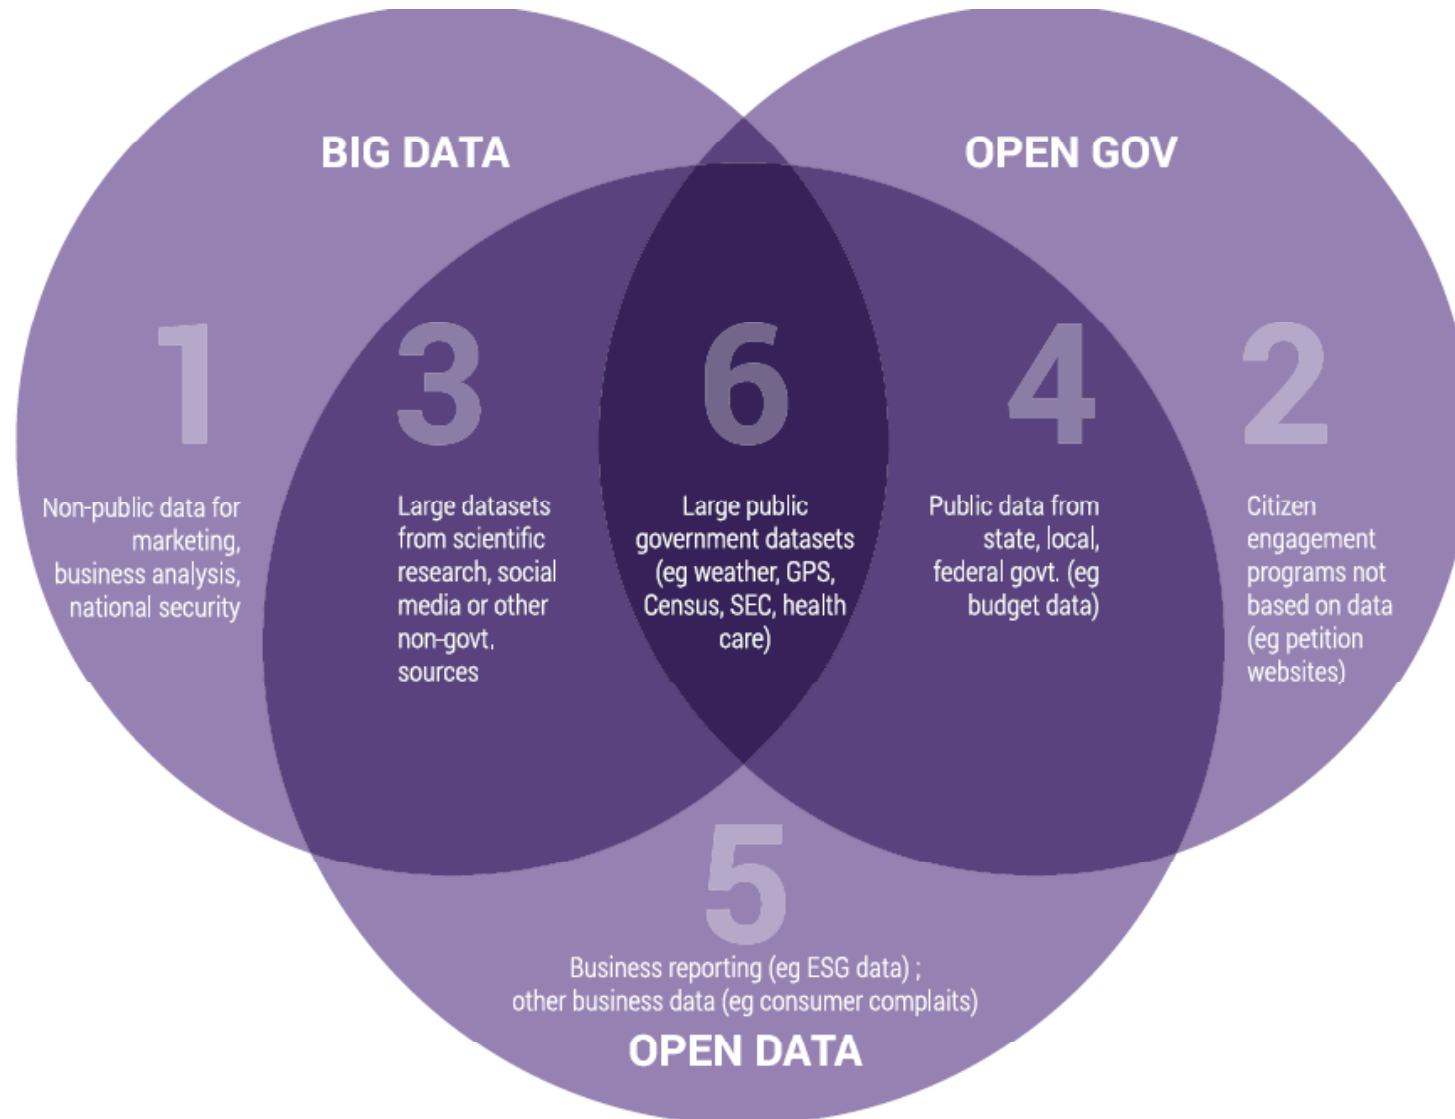 BIG DATA
OPEN GOV
1
Non-public data for
marketing,
business analysis,
national security
3
Large datasets
from scientific
research, social
media or other
non-govt.
sources
6
Large public
government datasets
(eg weather, GPS,
Census, SEC, health
care)
4
Public data from
state, local,
federal govt. (eg
budget data)
2
Citizen
engagement
programs not
based on data
(eg petition
websites)
5
Business reporting (eg ESG data) ;
other business data (eg consumer complaits)
OPEN DATA